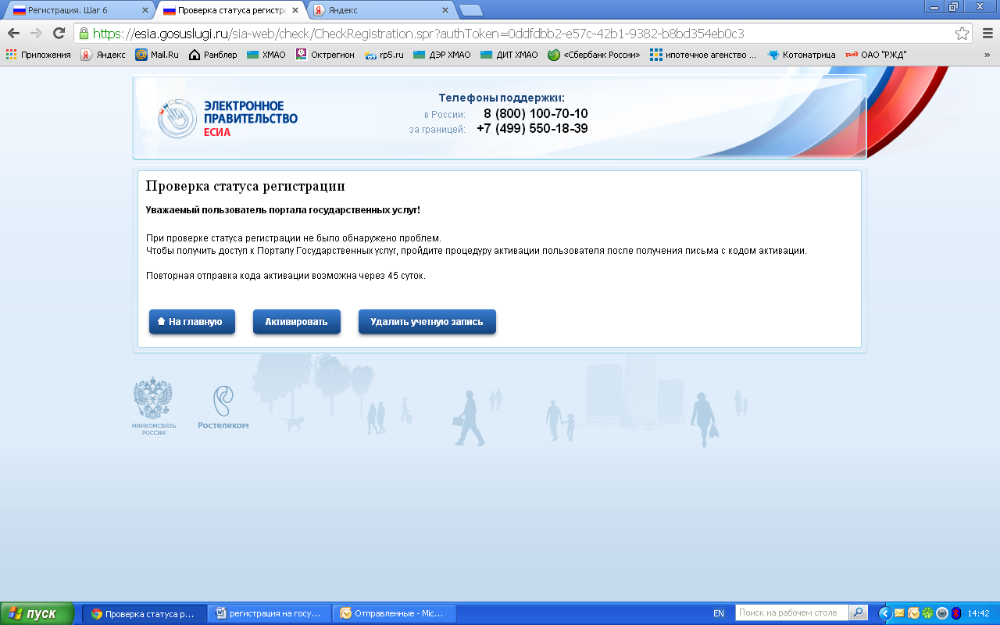 Регистрация. Шаг 6
Проверка статуса регистра
Яндекс
https://esia.gosuslugi.ru/sia-web/check/CheckRegistration.spr?authToken=0ddfdbb2-e57c-42b1-9382-b8bd354eb0c3
Приложения Яндекс Mail.Ru Рамблер ХМАО Октрегион rp5.ru ДЭР ХМАО ДИТ ХМАО «Сбербанк России» ипотечное агенство ... Котоматрица ОАО "РЖД" »
ЭЛЕКТРОННОЕ
ПРАВИТЕЛЬСТВО
ЕСИА
Телефоны поддержки:
в России: 8 (800) 100-70-10
за границей: +7 (499) 550-18-39
Проверка статуса регистрации
Уважаемый пользователь портала государственных услуг!
При проверке статуса регистрации не было обнаружено проблем.
Чтобы получить доступ к Порталу Государственных услуг, пройдите процедуру активации пользователя после получения письма с кодом активации.
Повторная отправка кода активации возможна через 45 суток.
На главную Активировать Удалить учетную запись
МИНКОМСВЯЗЬ
РОССИИ
Ростелеком
пуск Проверка статуса р... регистрация на госу... Отправленные - Mic... EN Поиск на рабочем столе 14:42